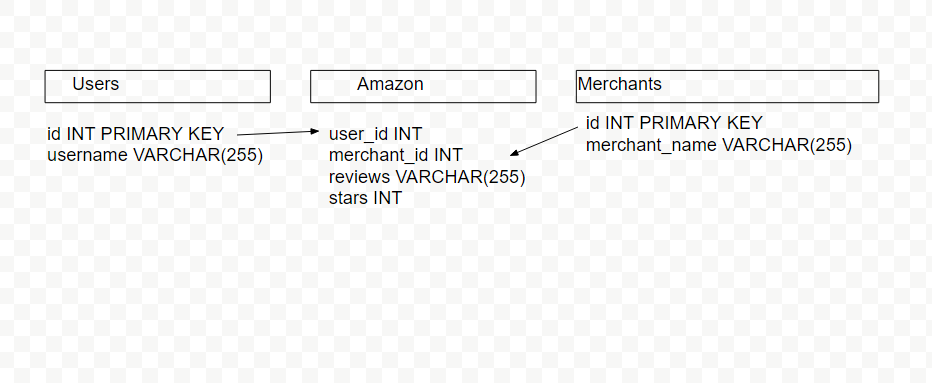 Users
id INT PRIMARY KEY
username VARCHAR(255)
Amazon
user_id INT
merchant_id INT
reviews VARCHAR(255)
stars INT
Merchants
id INT PRIMARY KEY
merchant_name VARCHAR(255)